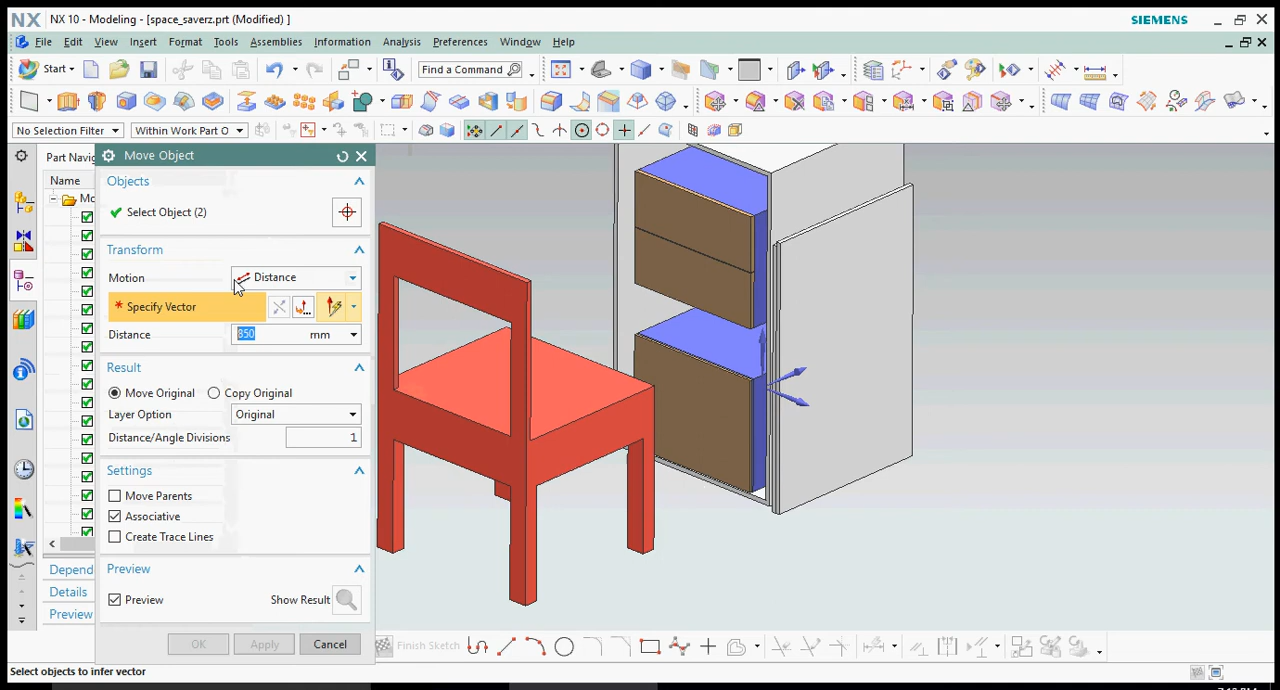 NX NX 10 - Modeling - [space_saverz.prt (Modified) ] SIEMENS
File Edit View Insert Format Tools Assemblies Information Analysis Preferences Window Help
Start Find a Command
No Selection Filter Within Work Part O
Part Navi
Name
Mo
Depend
Details
Preview
Move Object
Objects
Select Object (2)
Transform
Motion Distance
* Specify Vector
Distance 850 mm
Result
Move Original Copy Original
Layer Option Original
Distance/Angle Divisions 1
Settings
Move Parents
Associative
Create Trace Lines
Preview
Preview Show Result
OK Apply Cancel
Finish Sketch
Select objects to infer vector